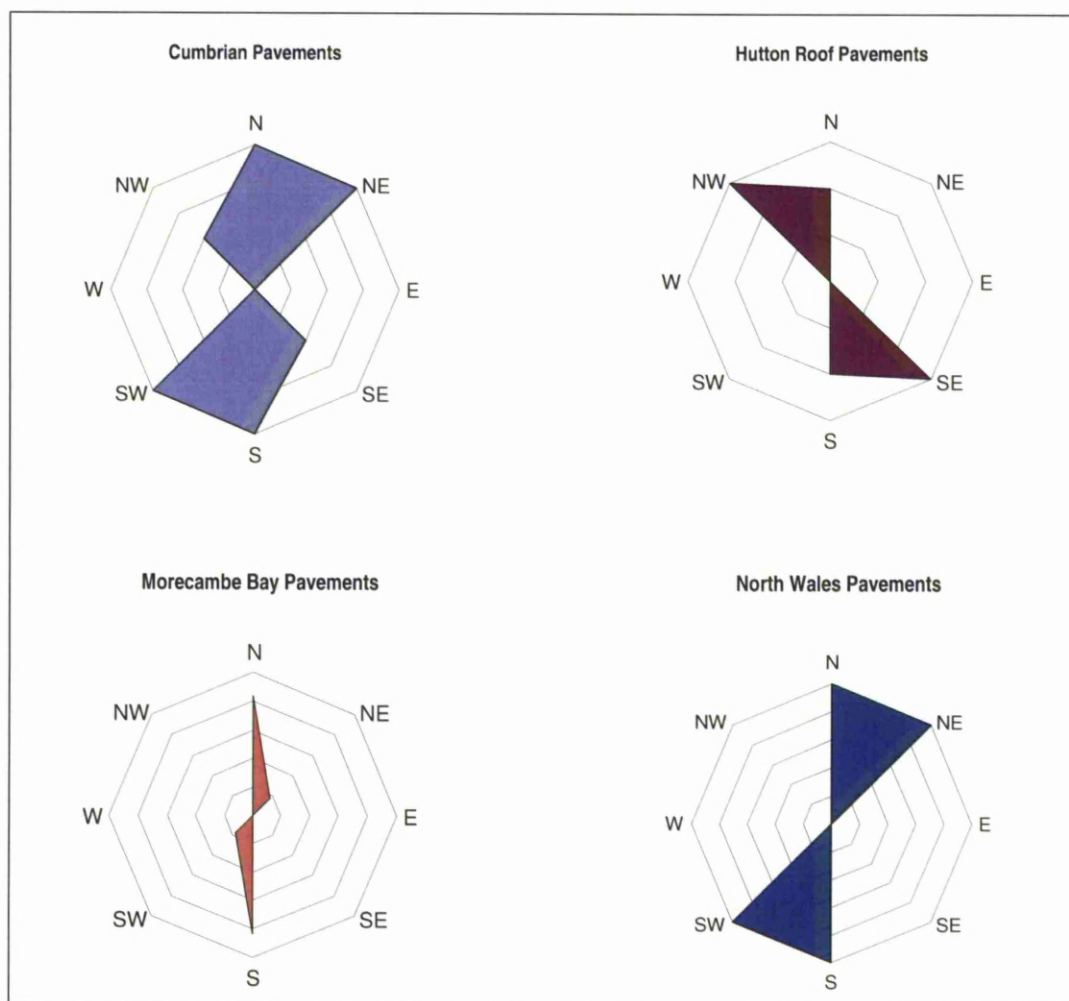 Cumbrian Pavements
N
NW NE
W E
SW SE
S
Hutton Roof Pavements
N
NW NE
W E
SW SE
S
Morecambe Bay Pavements
N
NW NE
W E
SW SE
S
North Wales Pavements
N
NW NE
W E
SW SE
S